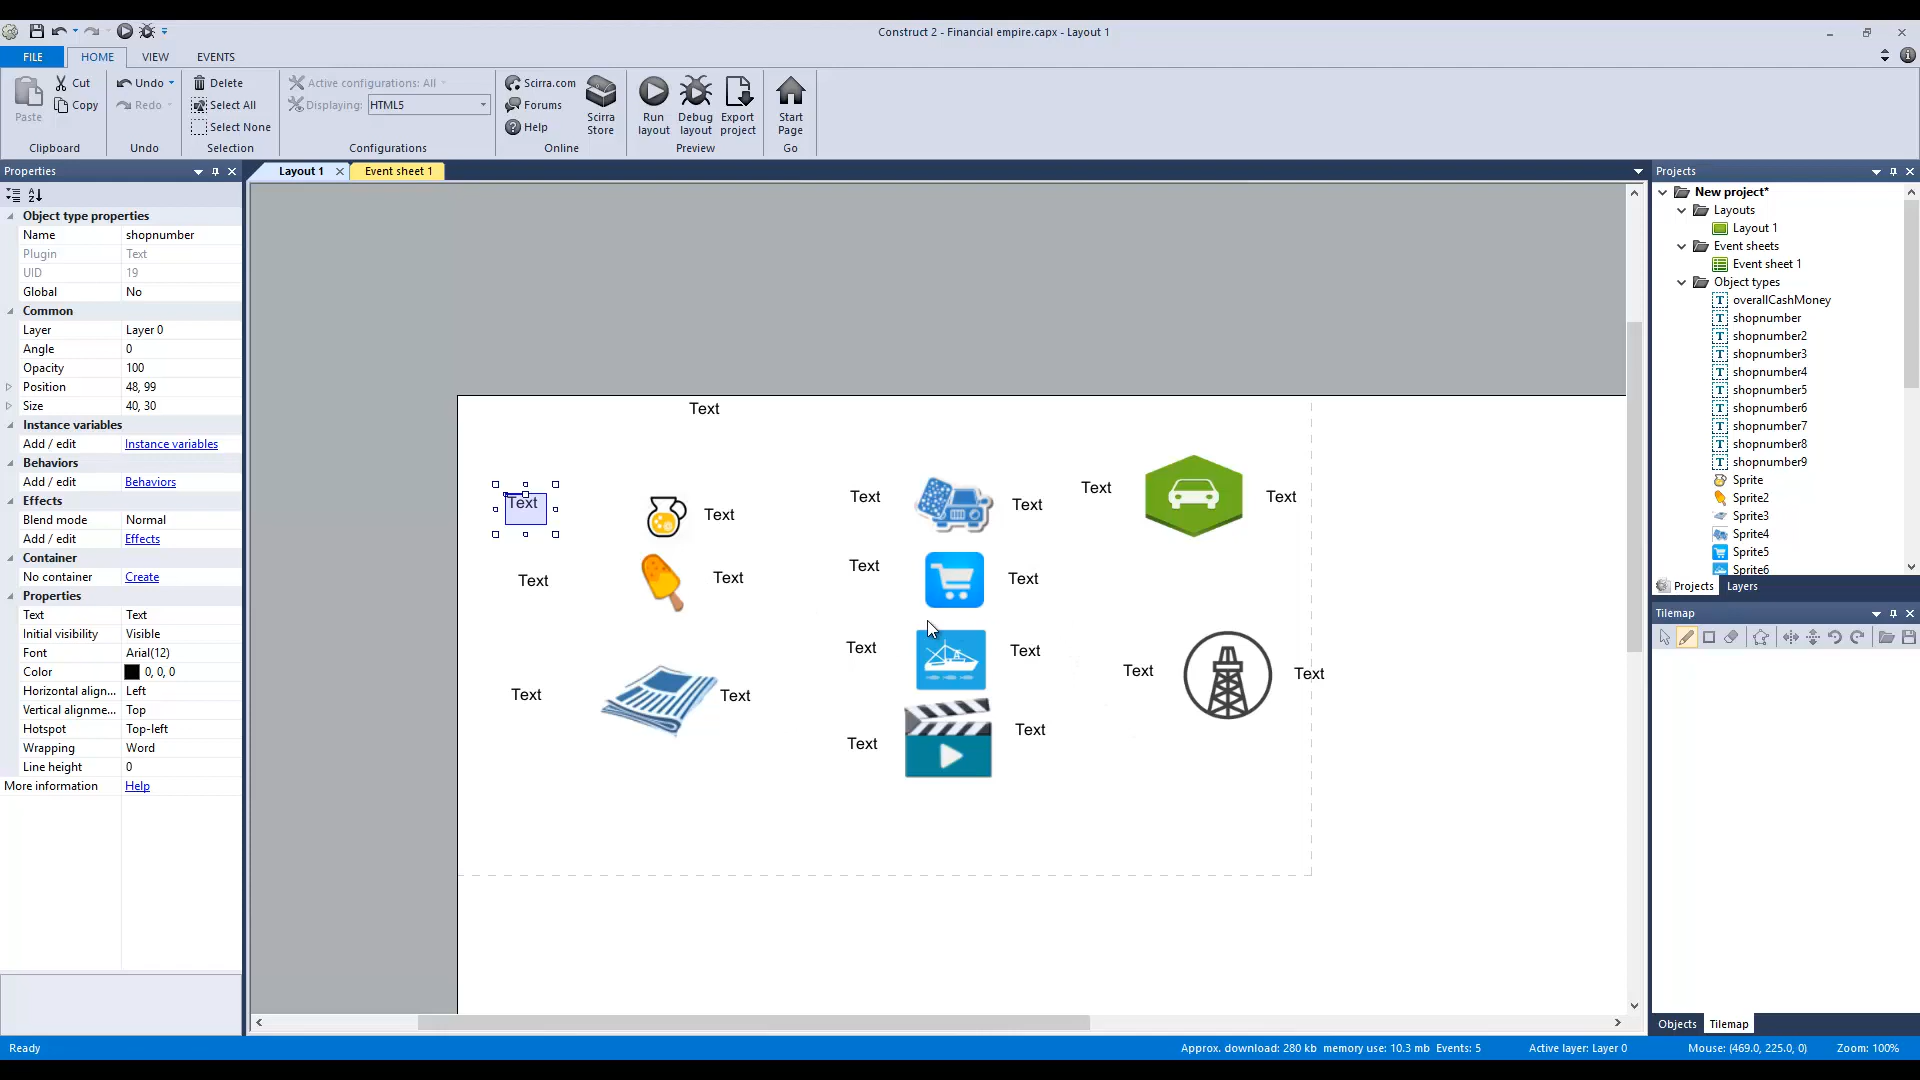 Construct 2 - Financial empire.capx - Layout 1
FILE HOME VIEW EVENTS
Paste
Cut
Copy
Clipboard
Undo
Redo
Undo
Delete
Select All
Select None
Selection
Active configurations: All
Displaying: HTML5
Configurations
Scirra.com
Forums
Help
Scirra
Store
Online
Run
layout
Debug
layout
Export
project
Preview
Start
Page
Go
Properties
Object type properties
Name shopnumber
Plugin Text
UID 19
Global No
Common
Layer Layer 0
Angle 0
Opacity 100
Position 48, 99
Size 40, 30
Instance variables
Add / edit Instance variables
Behaviors
Add / edit Behaviors
Effects
Blend mode Normal
Add / edit Effects
Container
No container Create
Properties
Text Text
Initial visibility Visible
Font Arial(12)
Color 0, 0, 0
Horizontal align... Left
Vertical alignme... Top
Hotspot Top-left
Wrapping Word
Line height 0
More information Help
Layout 1 Event sheet 1
Text
Text Text Text Text Text Text
Text Text Text Text
Text Text Text Text
Text Text
Text Text
Projects
New project*
Layouts
Layout 1
Event sheets
Event sheet 1
Object types
overallCashMoney
shopnumber
shopnumber2
shopnumber3
shopnumber4
shopnumber5
shopnumber6
shopnumber7
shopnumber8
shopnumber9
Sprite
Sprite2
Sprite3
Sprite4
Sprite5
Sprite6
Projects Layers
Tilemap
Objects Tilemap
Ready
Approx. download: 280 kb memory use: 10.3 mb Events: 5 Active layer: Layer 0 Mouse: (469.0, 225.0, 0) Zoom: 100%